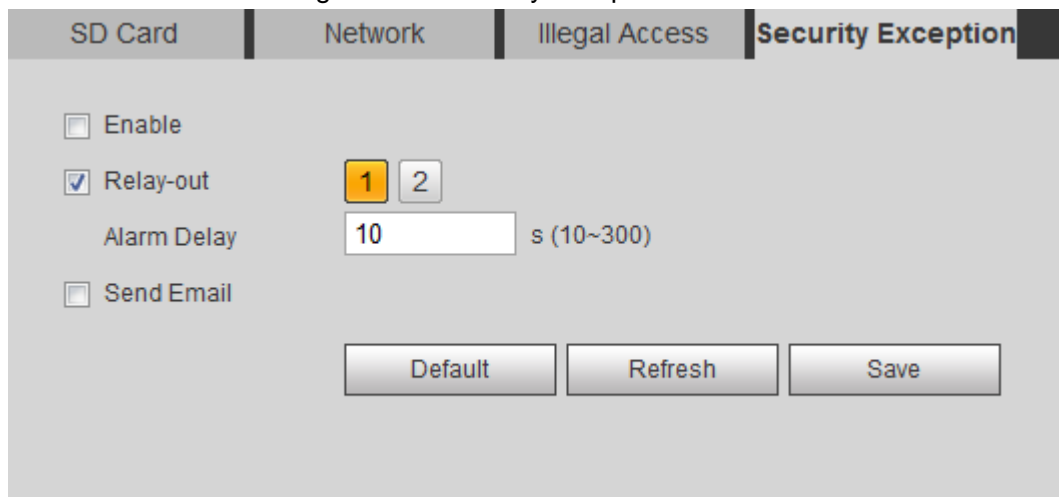 SD Card Network Illegal Access Security Exception
Enable
Relay-out 1 2
Alarm Delay 10 s (10~300)
Send Email
Default Refresh Save